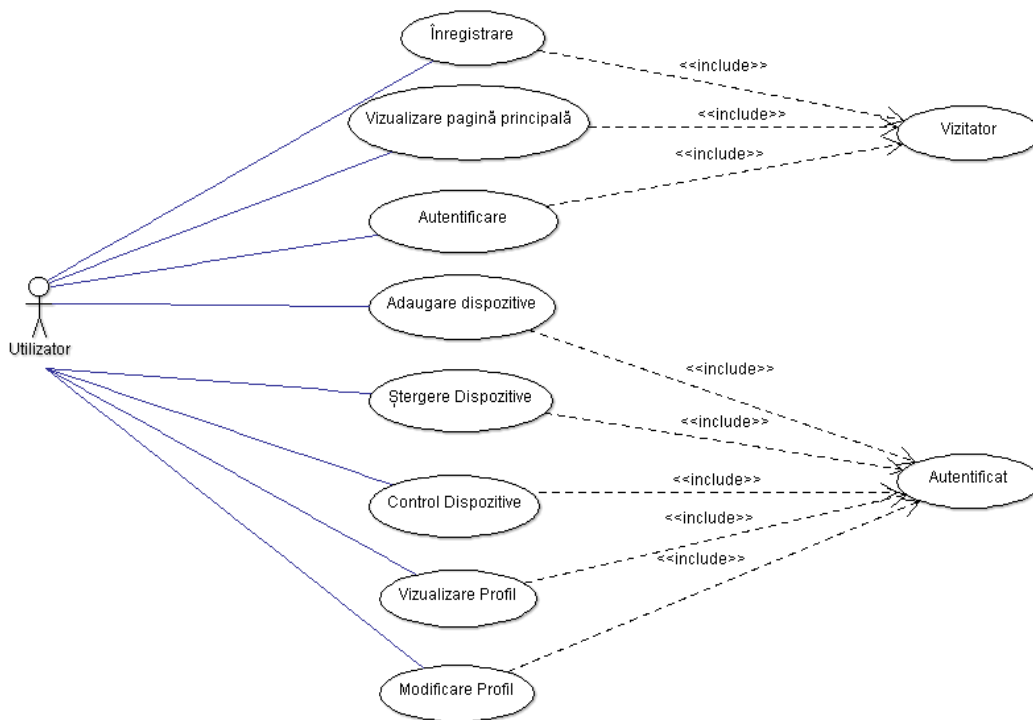 Înregistrare
<<include>>
Vizualizare pagină principală
<<include>>
Vizitator
<<include>>
Autentificare
Adaugare dispozitive
Utilizator
<<include>>
Ștergere Dispozitive
<<include>>
Autentificat
<<include>>
Control Dispozitive
<<include>>
<<include>>
Vizualizare Profil
Modificare Profil